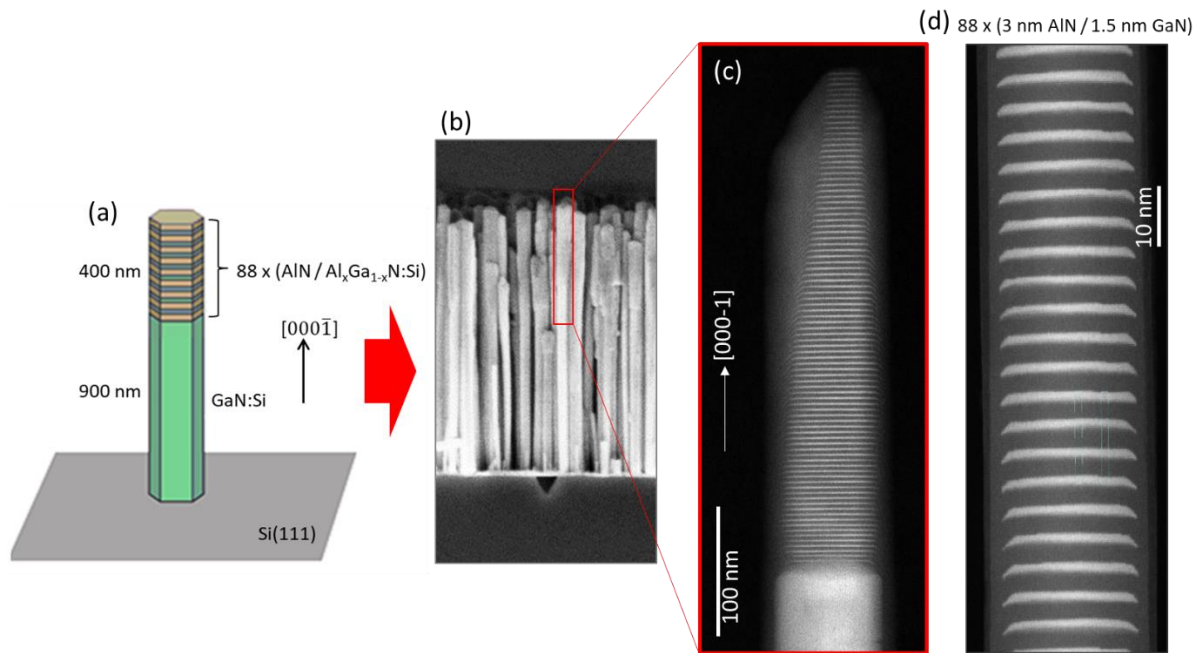 (a)
400 nm
88 x (AlN / AlₓGa₁₋ₓN:Si)
[0001̅]
900 nm
GaN:Si
Si(111)
(b)
(c)
[000-1]
100 nm
(d) 88 x (3 nm AlN / 1.5 nm GaN)
10 nm